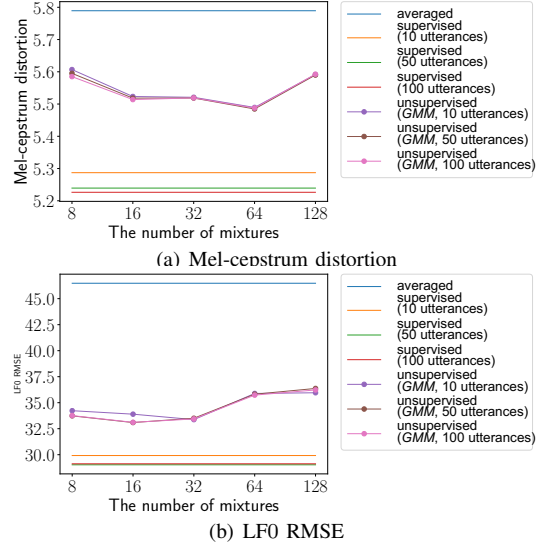 5.8
5.7
5.6
5.5
5.4
5.3
5.2
Mel-cepstrum distortion
8
16
32
64
128
The number of mixtures
averaged
supervised
(10 utterances)
supervised
(50 utterances)
supervised
(100 utterances)
unsupervised
(GMM, 10 utterances)
unsupervised
(GMM, 50 utterances)
unsupervised
(GMM, 100 utterances)
(a) Mel-cepstrum distortion
45.0
42.5
40.0
37.5
35.0
32.5
30.0
LF0 RMSE
8
16
32
64
128
The number of mixtures
averaged
supervised
(10 utterances)
supervised
(50 utterances)
supervised
(100 utterances)
unsupervised
(GMM, 10 utterances)
unsupervised
(GMM, 50 utterances)
unsupervised
(GMM, 100 utterances)
(b) LF0 RMSE